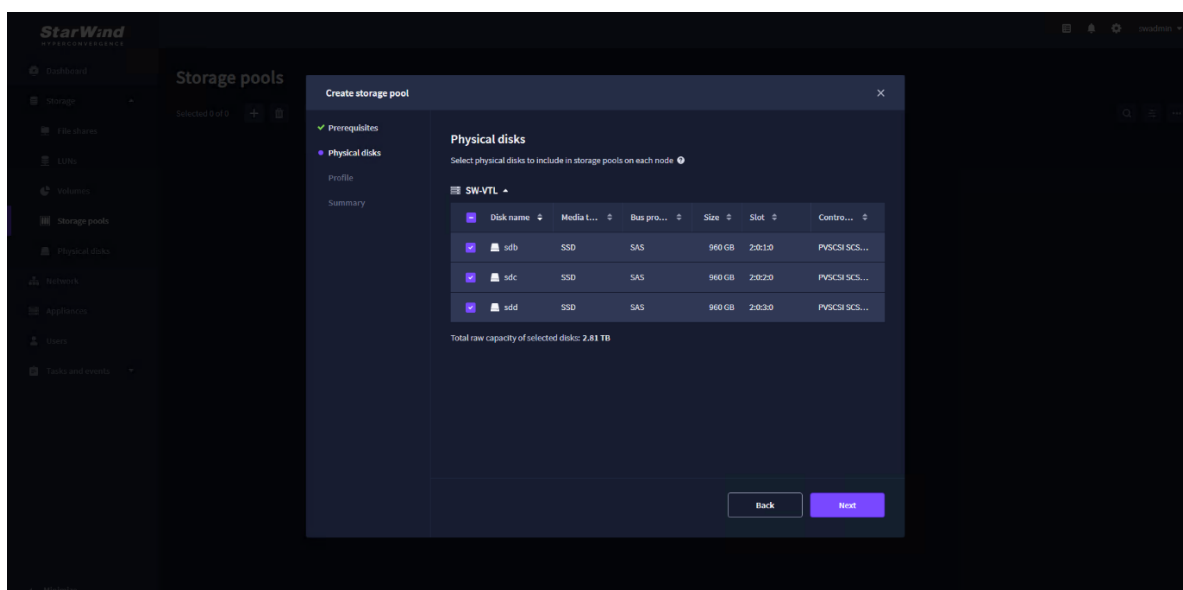 StarWind
HYPERCONVERGENCE
swadmin
Dashboard
Storage pools
Storage
Selected 0 of 0
File shares
LUNs
Volumes
Storage pools
Physical disks
Network
Appliances
Users
Tasks and events
Create storage pool
Prerequisites
Physical disks
Profile
Summary
Physical disks
Select physical disks to include in storage pools on each node
SW-VTL
Disk name Media t... Bus pro... Size Slot Contro...
sdb SSD SAS 960 GB 2:0:1:0 PVSCSI SCS...
sdc SSD SAS 960 GB 2:0:2:0 PVSCSI SCS...
sdd SSD SAS 960 GB 2:0:3:0 PVSCSI SCS...
Total raw capacity of selected disks: 2.81 TB
Back Next